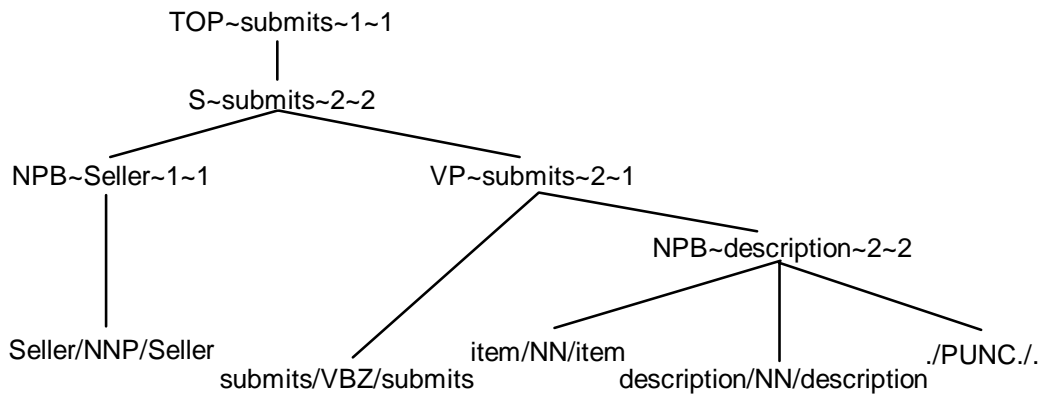 TOP~submits~1~1
S~submits~2~2
NPB~Seller~1~1 VP~submits~2~1
NPB~description~2~2
Seller/NNP/Seller item/NN/item ./PUNC./.
submits/VBZ/submits description/NN/description